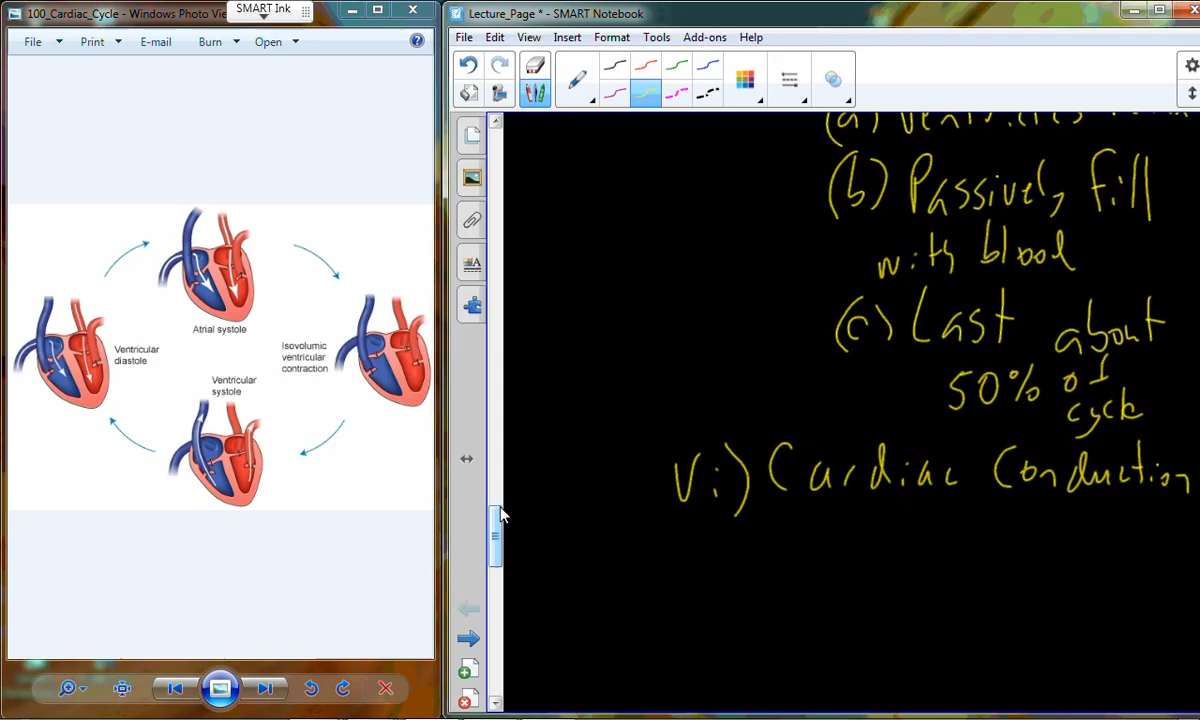 100_Cardiac_Cycle - Windows Photo Vie
SMART Ink
File Print E-mail Burn Open
Atrial systole
Ventricular
diastole
Isovolumic
ventricular
contraction
Ventricular
systole
Lecture_Page * - SMART Notebook
File Edit View Insert Format Tools Add-ons Help
(b) Passively fill
with blood
(c) Last about
50% of
cycle
Vi) Cardiac Conduction